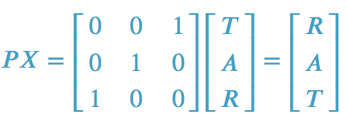 PX = [0 0 1; 0 1 0; 1 0 0] [T; A; R] = [R; A; T]